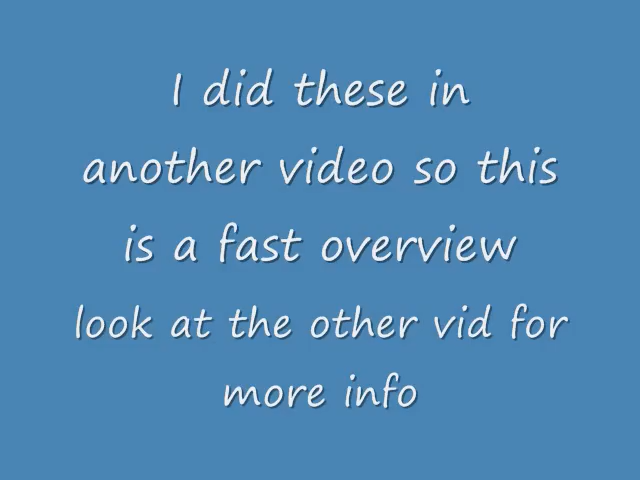 I did these in
another video so this
is a fast overview
look at the other vid for
more info